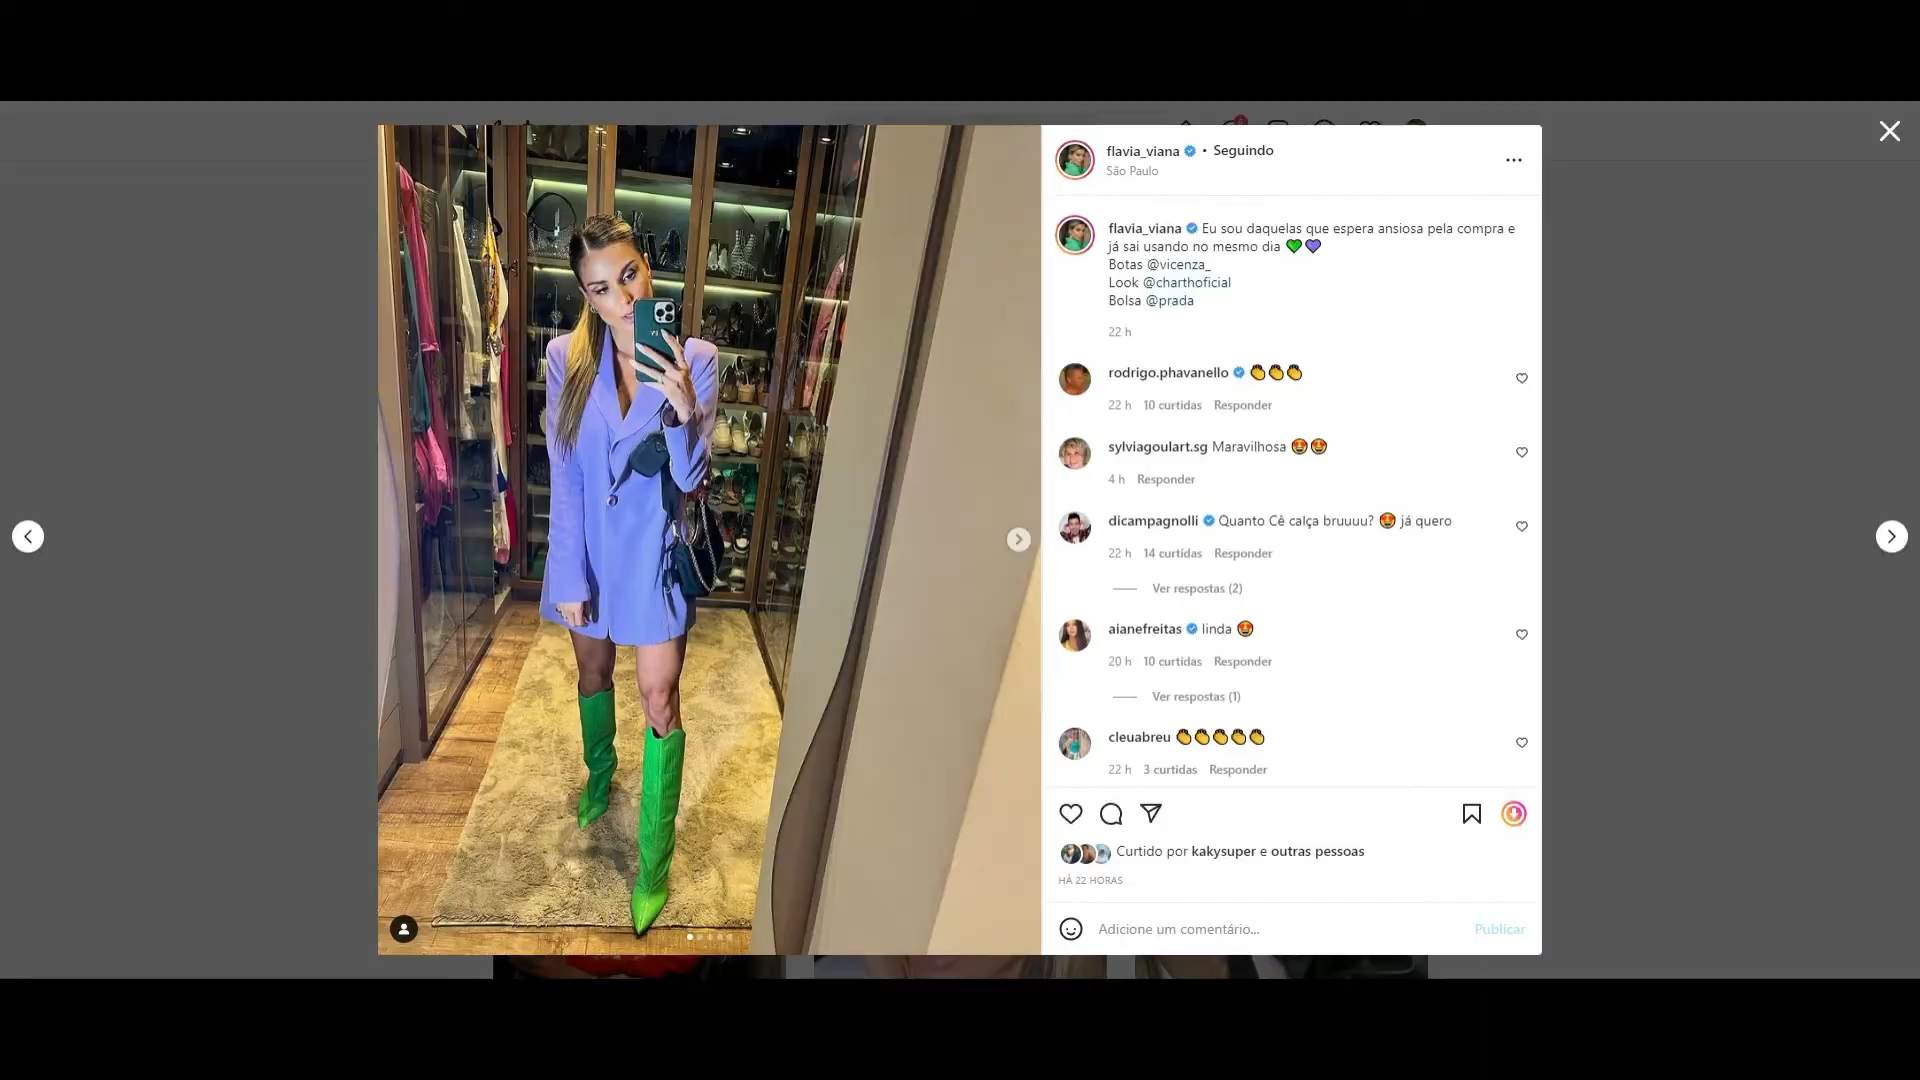 flavia_viana • Seguindo
São Paulo
flavia_viana Eu sou daquelas que espera ansiosa pela compra e
já sai usando no mesmo dia 💚💜
Botas @vicenza_
Look @charthoficial
Bolsa @prada
22 h
rodrigo.phavanello 👏👏👏
22 h 10 curtidas Responder
sylviagoulart.sg Maravilhosa 😍😍
4 h Responder
dicampagnolli Quanto Cê calça bruuuu? 😍 já quero
22 h 14 curtidas Responder
Ver respostas (2)
aianefreitas linda 😍
20 h 10 curtidas Responder
Ver respostas (1)
cleuabreu 👏👏👏👏👏
22 h 3 curtidas Responder
Curtido por kakysuper e outras pessoas
HÁ 22 HORAS
Adicione um comentário...
Publicar